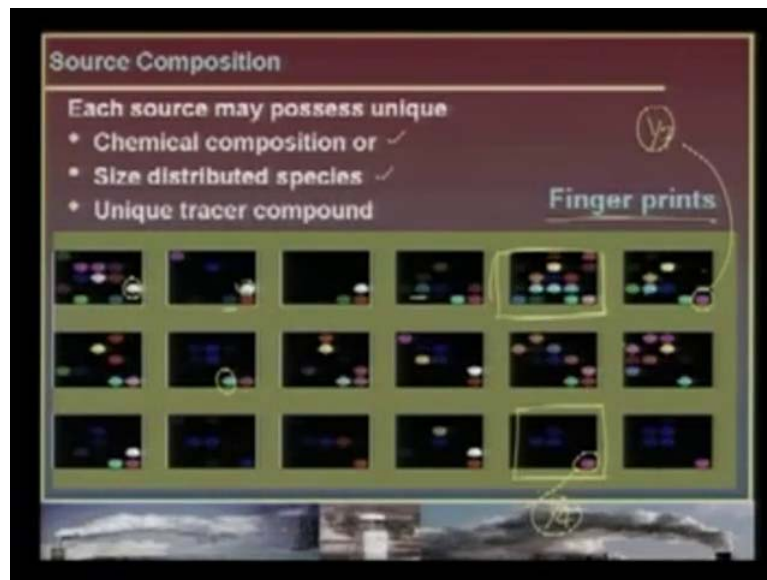 Source Composition
Each source may possess unique
• Chemical composition or
• Size distributed species
• Unique tracer compound
Finger prints